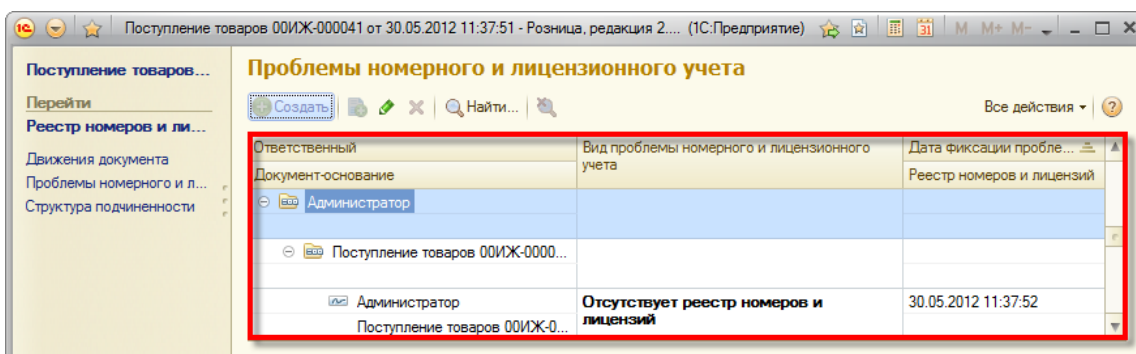 Поступление товаров 00ИЖ-000041 от 30.05.2012 11:37:51 - Розница, редакция 2.... (1С:Предприятие)
M M+ M-
Поступление товаров...
Перейти
Реестр номеров и ли...
Движения документа
Проблемы номерного и л...
Структура подчиненности
Проблемы номерного и лицензионного учета
Создать Найти... Все действия
Ответственный Вид проблемы номерного и лицензионного учета Дата фиксации пробле...
Документ-основание Реестр номеров и лицензий
Администратор
Поступление товаров 00ИЖ-0000...
Администратор Отсутствует реестр номеров и лицензий 30.05.2012 11:37:52
Поступление товаров 00ИЖ-0...